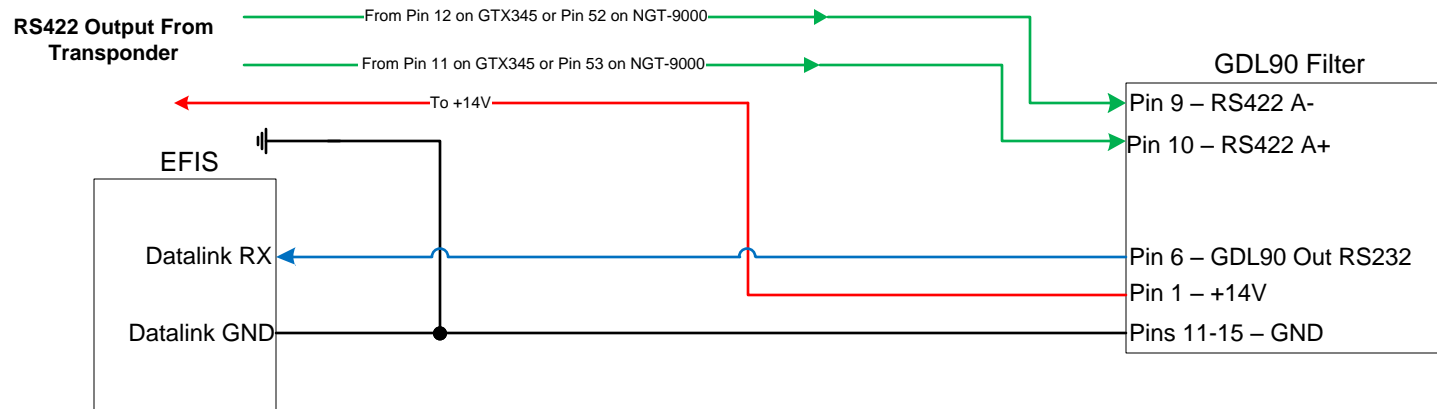 RS422 Output From
Transponder
From Pin 12 on GTX345 or Pin 52 on NGT-9000
From Pin 11 on GTX345 or Pin 53 on NGT-9000
To +14V
GDL90 Filter
Pin 9 – RS422 A-
Pin 10 – RS422 A+
Pin 6 – GDL90 Out RS232
Pin 1 – +14V
Pins 11-15 – GND
EFIS
Datalink RX
Datalink GND